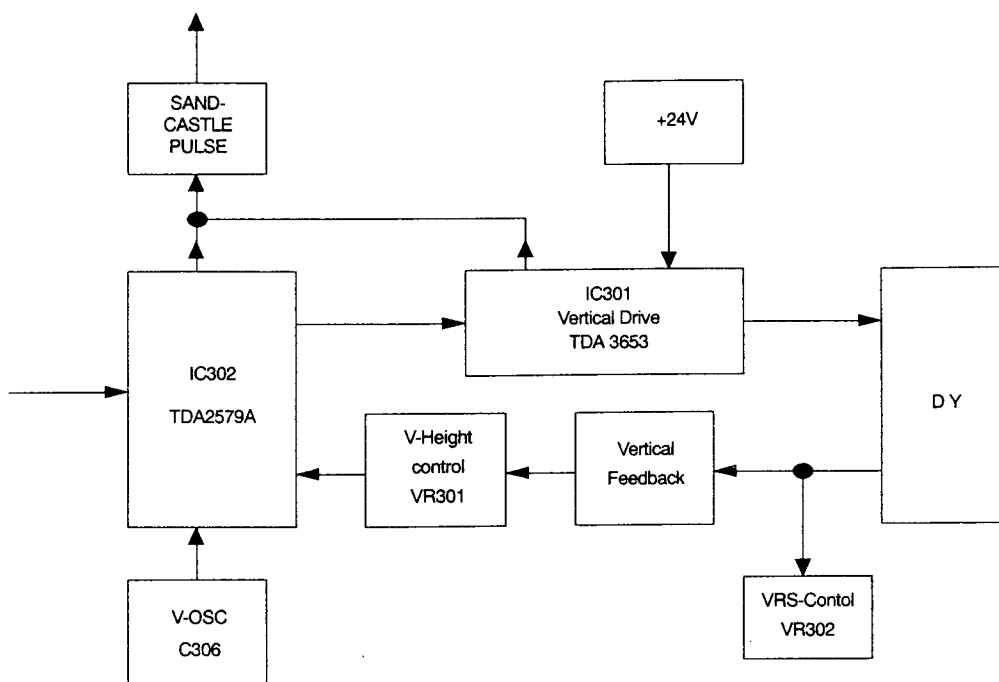 SAND-
CASTLE
PULSE
+24V
IC301
Vertical Drive
TDA 3653
IC302
TDA2579A
D Y
V-Height
control
VR301
Vertical
Feedback
V-OSC
C306
VRS-Contol
VR302